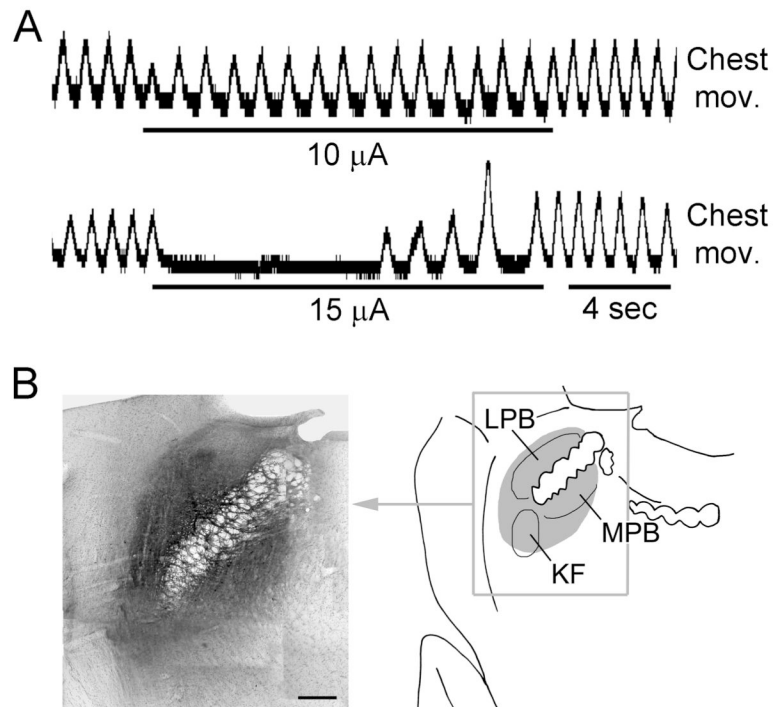 A
Chest
mov.
10 μA
Chest
mov.
15 μA
4 sec
B
LPB
MPB
KF